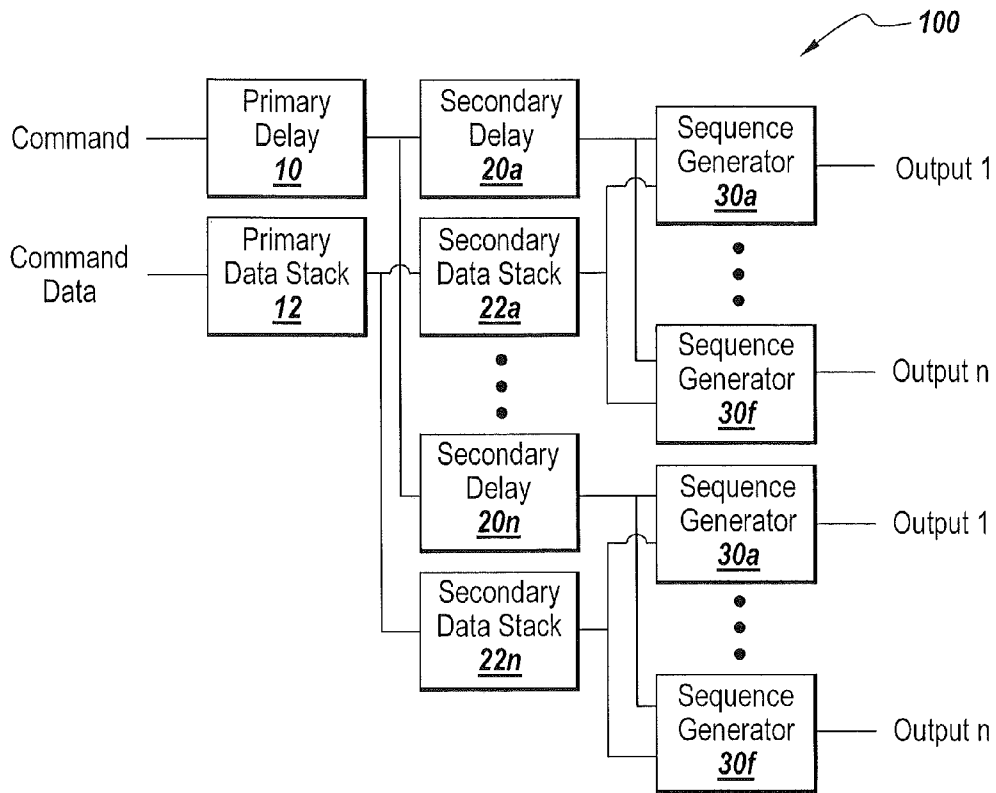 100
Command
Primary
Delay
10
Secondary
Delay
20a
Sequence
Generator
30a
Output 1
Command
Data
Primary
Data Stack
12
Secondary
Data Stack
22a
Sequence
Generator
30f
Output n
Secondary
Delay
20n
Sequence
Generator
30a
Output 1
Secondary
Data Stack
22n
Sequence
Generator
30f
Output n